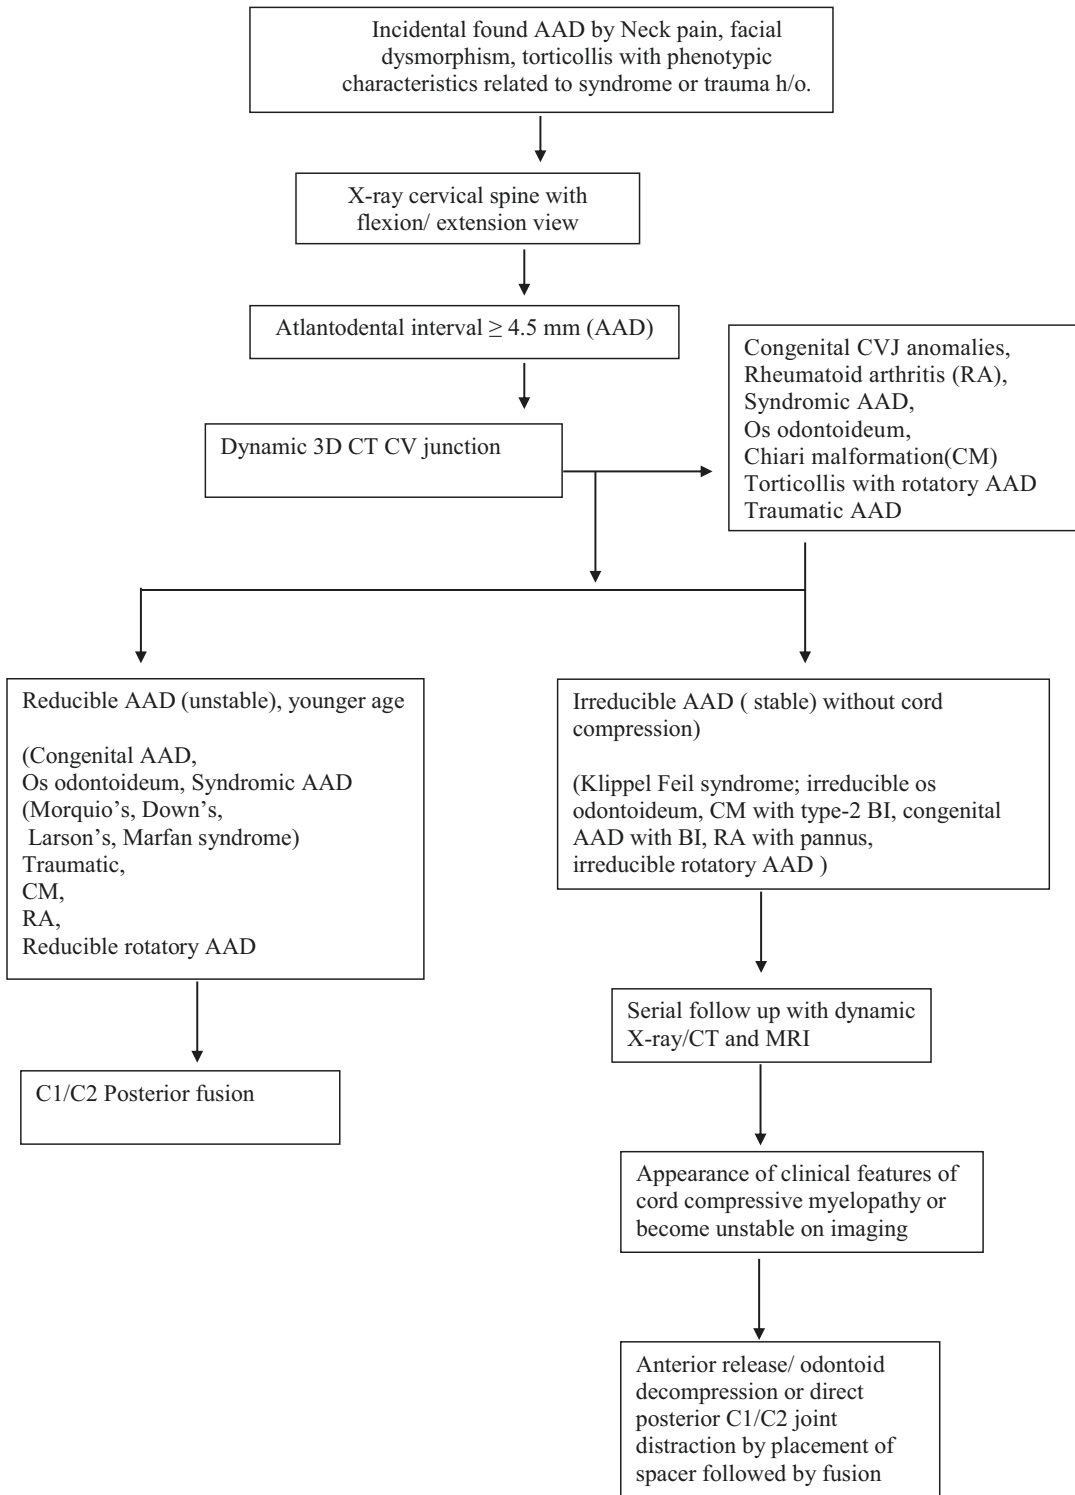 Incidental found AAD by Neck pain, facial
dysmorphism, torticollis with phenotypic
characteristics related to syndrome or trauma h/o.
X-ray cervical spine with
flexion/ extension view
Atlantodental interval ≥ 4.5 mm (AAD)
Dynamic 3D CT CV junction
Congenital CVJ anomalies,
Rheumatoid arthritis (RA),
Syndromic AAD,
Os odontoideum,
Chiari malformation(CM)
Torticollis with rotatory AAD
Traumatic AAD
Reducible AAD (unstable), younger age
(Congenital AAD,
Os odontoideum, Syndromic AAD
(Morquio's, Down's,
Larson's, Marfan syndrome)
Traumatic,
CM,
RA,
Reducible rotatory AAD
C1/C2 Posterior fusion
Irreducible AAD ( stable) without cord
compression)
(Klippel Feil syndrome; irreducible os
odontoideum, CM with type-2 BI, congenital
AAD with BI, RA with pannus,
irreducible rotatory AAD )
Serial follow up with dynamic
X-ray/CT and MRI
Appearance of clinical features of
cord compressive myelopathy or
become unstable on imaging
Anterior release/ odontoid
decompression or direct
posterior C1/C2 joint
distraction by placement of
spacer followed by fusion